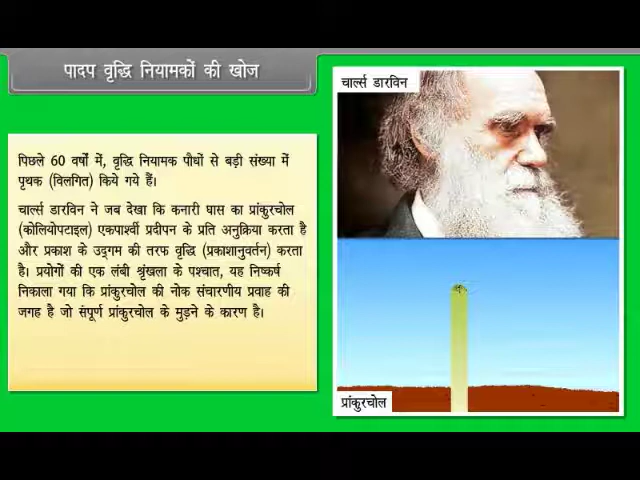 पादप वृद्धि नियामकों की खोज
पिछले 60 वर्षों में, वृद्धि नियामक पौधों से बड़ी संख्या में
पृथक (विलगित) किये गये हैं।
चार्ल्स डारविन ने जब देखा कि कनारी घास का प्रांकुरचोल
(कोलियोपटाइल) एकपार्श्वी प्रदीपन के प्रति अनुक्रिया करता है
और प्रकाश के उद्गम की तरफ वृद्धि (प्रकाशानुवर्तन) करता
है। प्रयोगों की एक लंबी श्रृंखला के पश्चात, यह निष्कर्ष
निकाला गया कि प्रांकुरचोल की नोक संचारणीय प्रवाह की
जगह है जो संपूर्ण प्रांकुरचोल के मुड़ने के कारण है।
चार्ल्स डारविन
प्रांकुरचोल